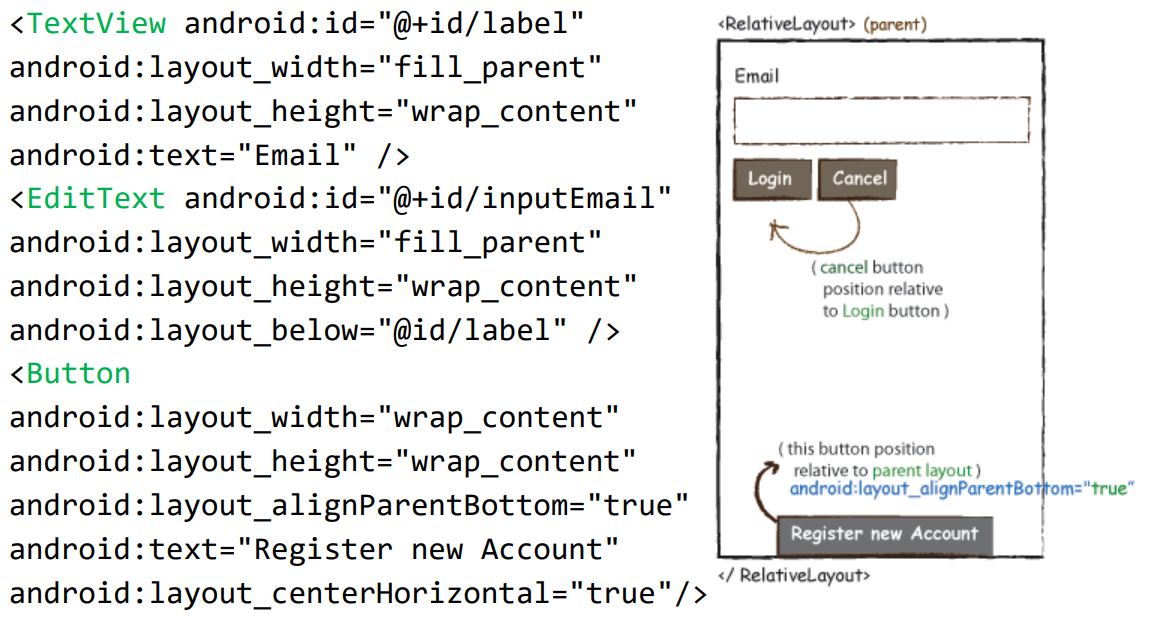 <TextView android:id="@+id/label"
android:layout_width="fill_parent"
android:layout_height="wrap_content"
android:text="Email" />
<EditText android:id="@+id/inputEmail"
android:layout_width="fill_parent"
android:layout_height="wrap_content"
android:layout_below="@id/label" />
<Button
android:layout_width="wrap_content"
android:layout_height="wrap_content"
android:layout_alignParentBottom="true"
android:text="Register new Account"
android:layout_centerHorizontal="true"/>
<RelativeLayout> (parent)
Email
Login Cancel
( cancel button
position relative
to Login button )
( this button position
relative to parent layout )
android:layout_alignParentBottom="true"
Register new Account
</ RelativeLayout>